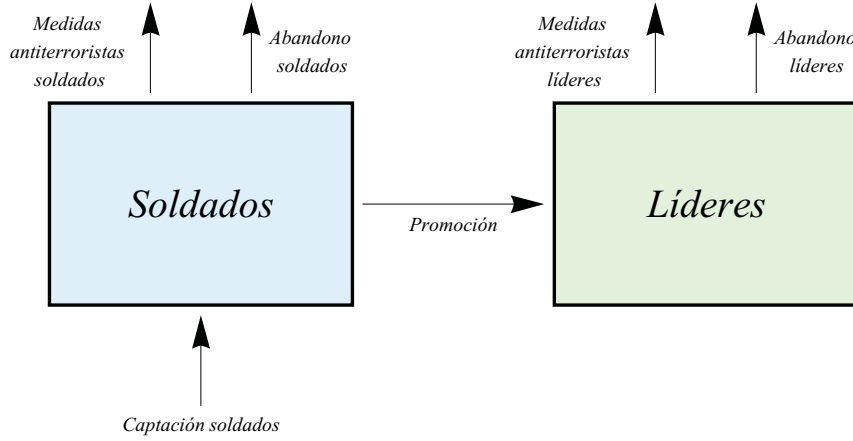 Medidas
antiterroristas
soldados
Abandono
soldados
Medidas
antiterroristas
líderes
Abandono
líderes
Soldados
Promoción
Líderes
Captación soldados